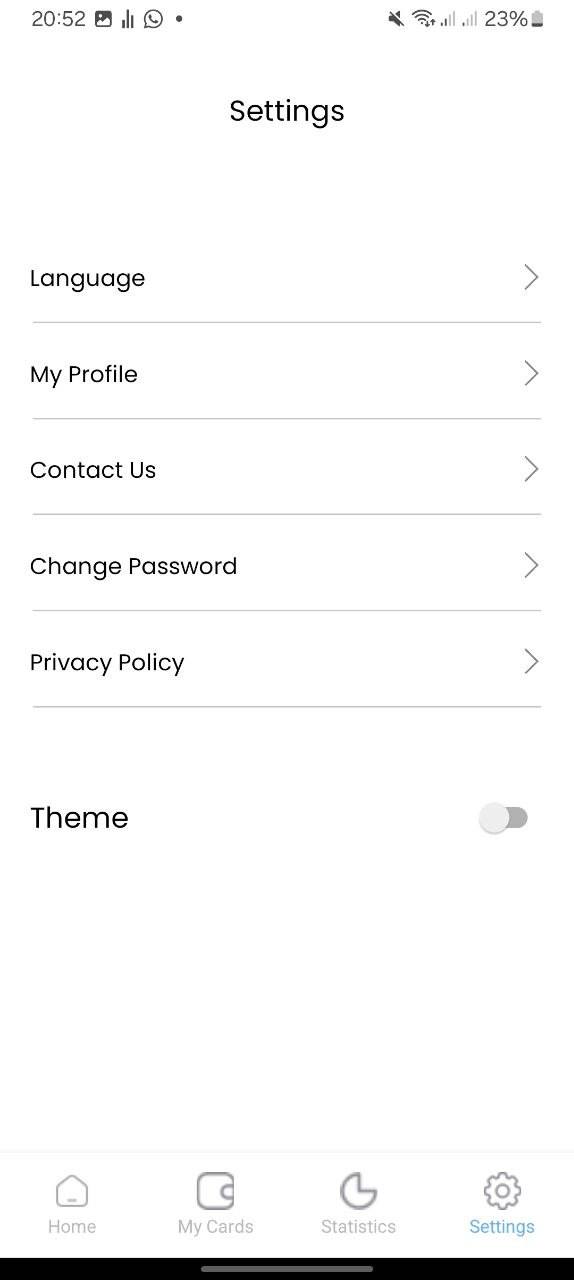 20:52 23%
Settings
Language
My Profile
Contact Us
Change Password
Privacy Policy
Theme
Home My Cards Statistics Settings